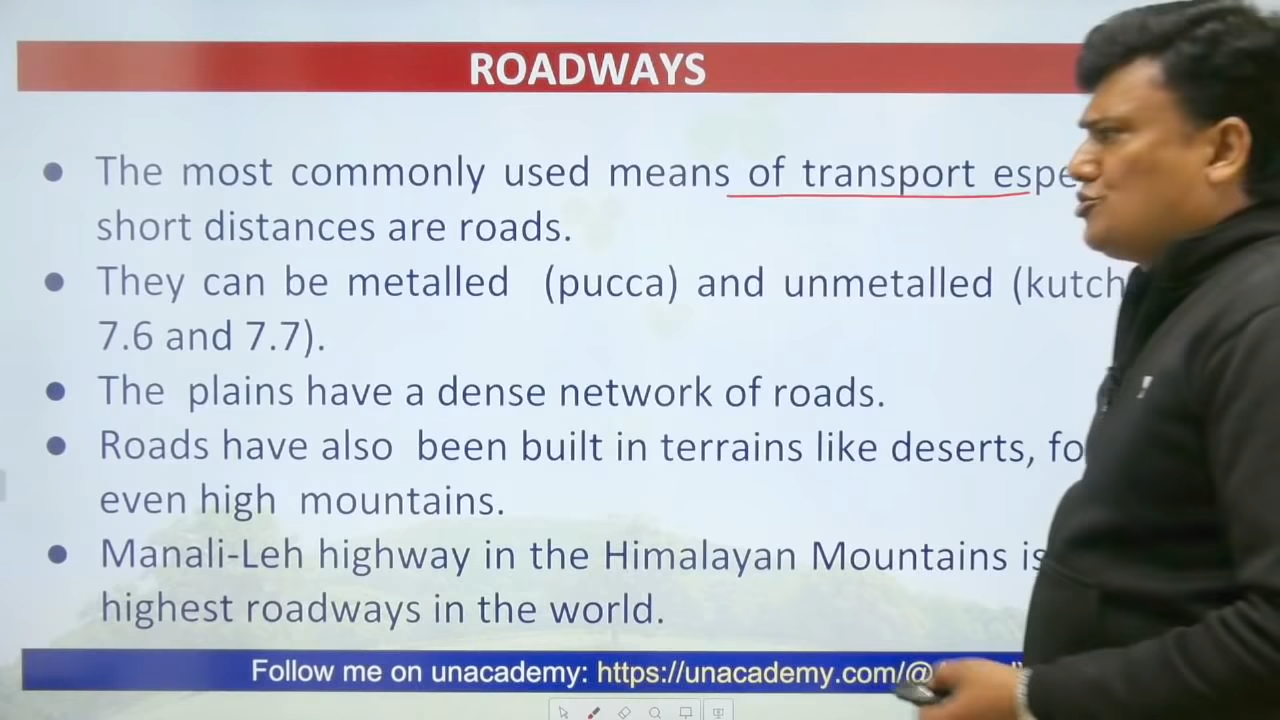 ROADWAYS
● The most commonly used means of transport
short distances are roads.
● They can be metalled (pucca) and unmetalled
7.6 and 7.7).
● The plains have a dense network of roads.
● Roads have also been built in terrains like deserts,
even high mountains.
● Manali-Leh highway in the Himalayan Mountains is
highest roadways in the world.
Follow me on unacademy: https://unacademy.com/@